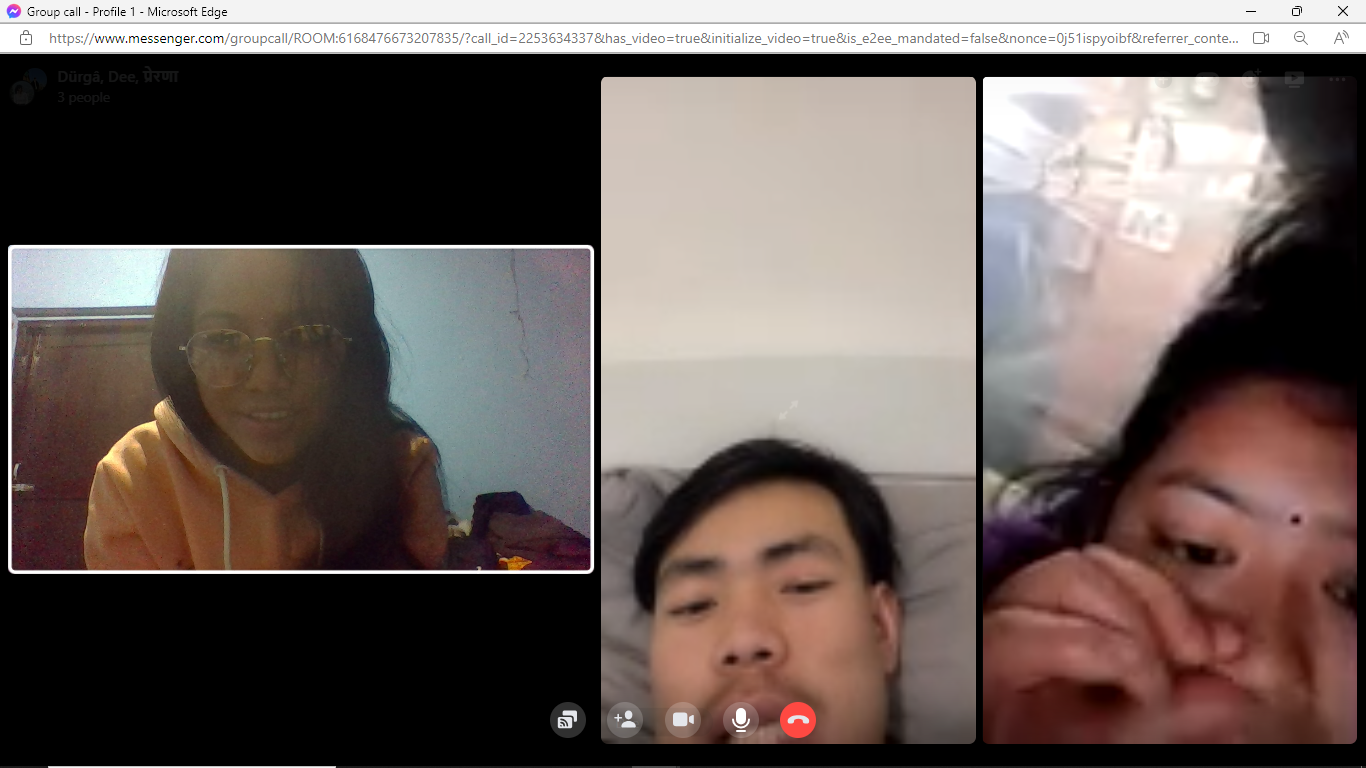 Group call - Profile 1 - Microsoft Edge
https://www.messenger.com/groupcall/ROOM:6168476673207835/?call_id=2253634337&has_video=true&initialize_video=true&is_e2ee_mandated=false&nonce=0j51ispyoibf&referrer_conte...
Dûrgá, Dee, प्रेरणा
3 people